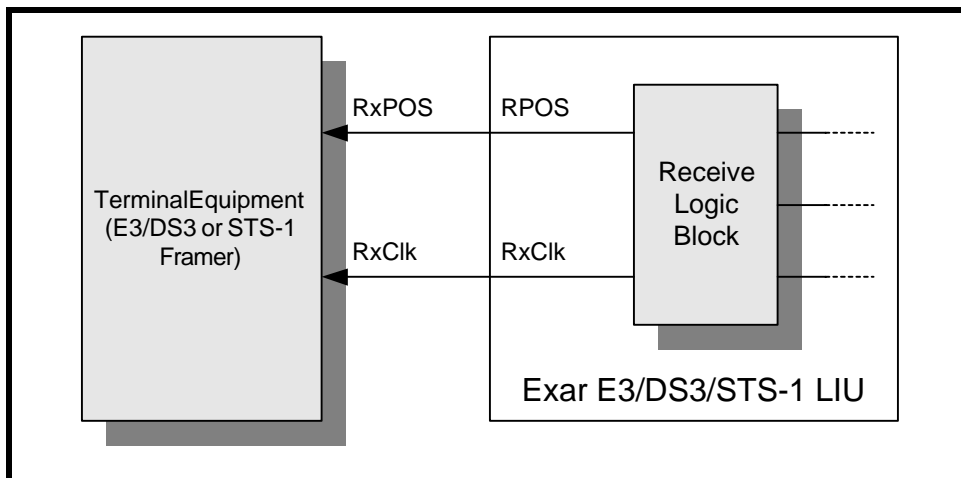 TerminalEquipment
(E3/DS3 or STS-1
Framer)
RxPOS
RPOS
RxClk
RxClk
Receive
Logic
Block
Exar E3/DS3/STS-1 LIU